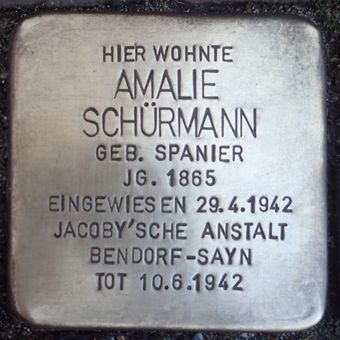 HIER WOHNTE
AMALIE
SCHÜRMANN
GEB. SPANIER
JG. 1865
EINGEWIESEN 29.4.1942
JACOBY'SCHE ANSTALT
BENDORF-SAYN
TOT 10.6.1942